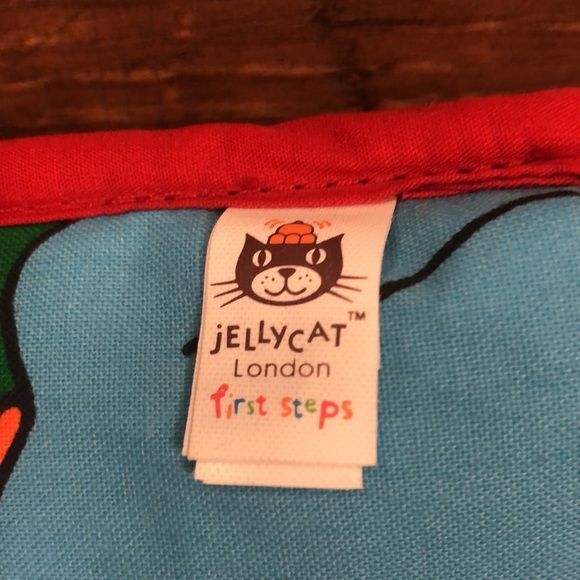 jELLYCAT™
London
first steps